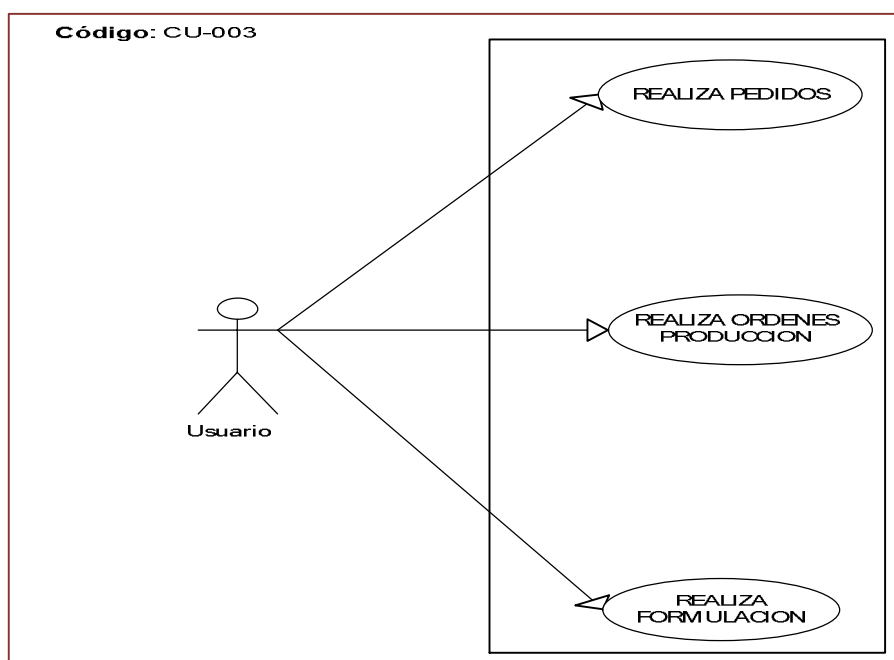 Código: CU-003
REALIZA PEDIDOS
REALIZA ORDENES
PRODUCCION
Usuario
REALIZA
FORMULACION